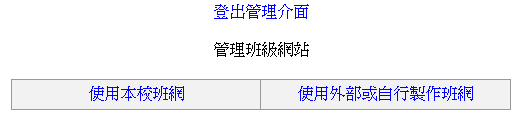 登出管理介面
管理班級網站
使用本校班網 使用外部或自行製作班網